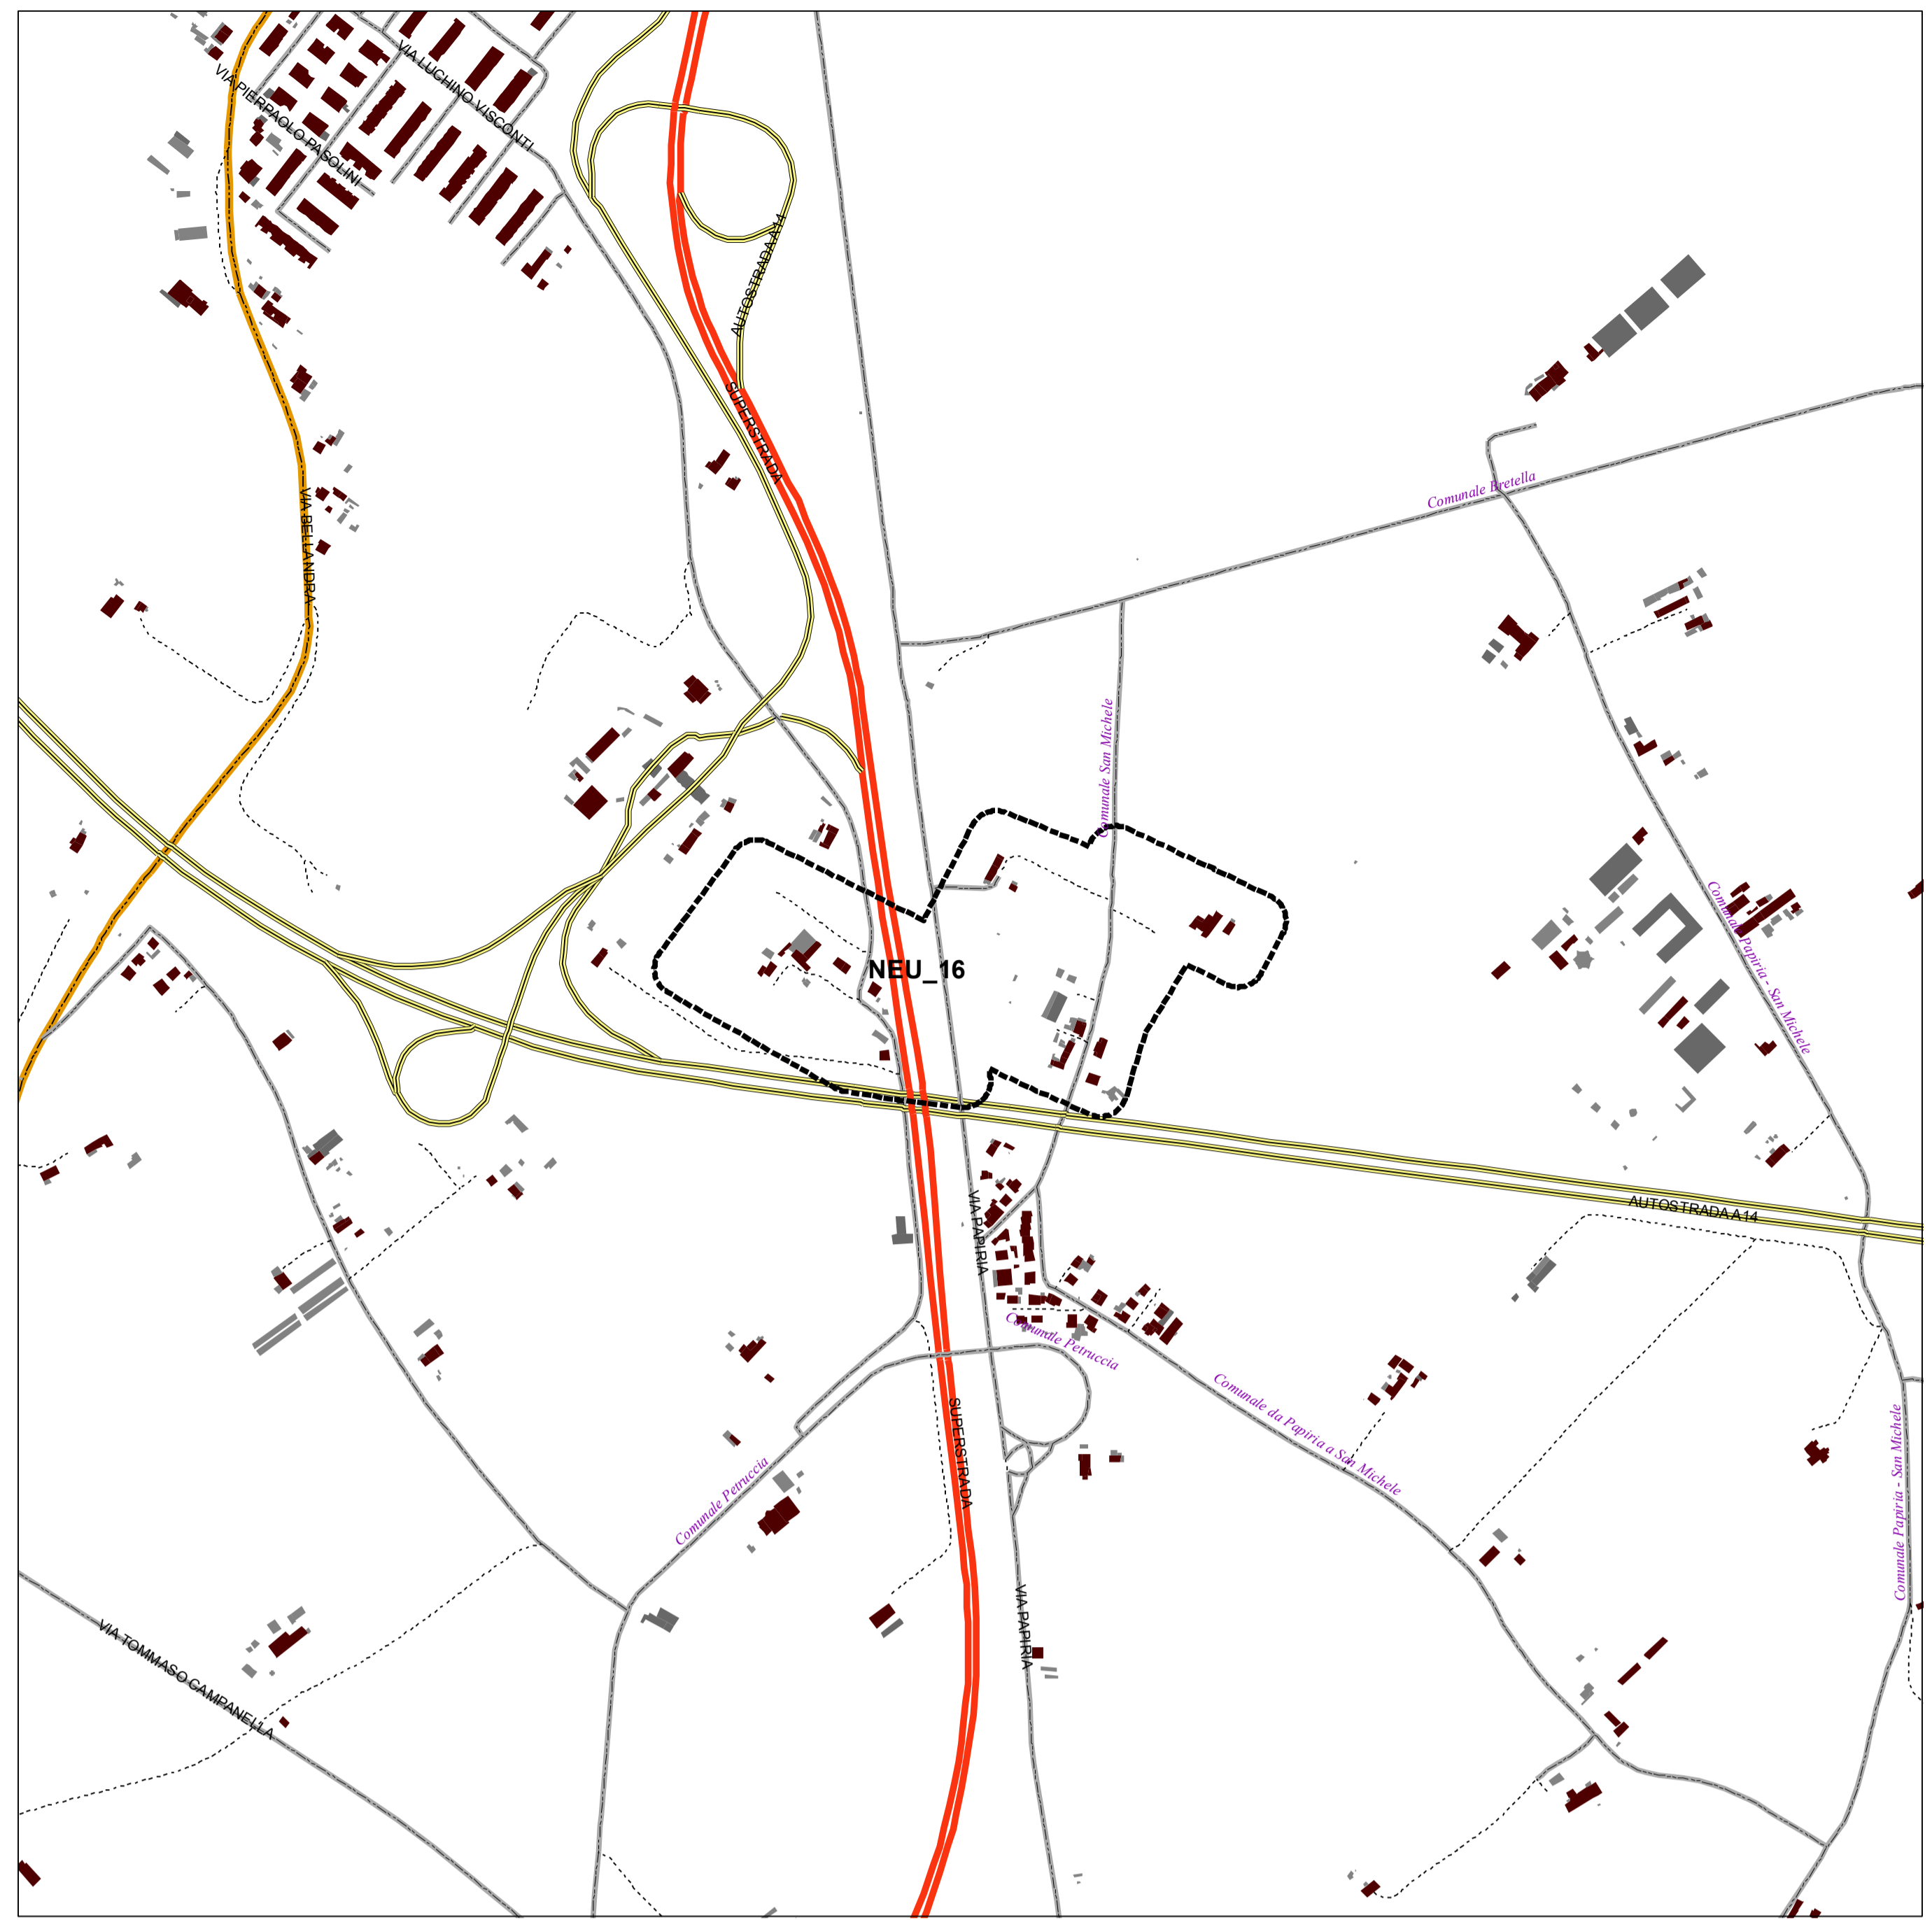 VIA LUCHINO VISCONTI
VIA PIERPAOLO PASOLINI
AUTOSTRADA A14
SUPERSTRADA
Comunale Bretella
VIA BELLANDRA
Comunale San Michele
Comunale Papiria - San Michele
NEU_16
AUTOSTRADA A14
VIA PAPIRIA
Comunale Petruccia
Comunale da Papiria a San Michele
SUPERSTRADA
Comunale Petruccia
Comunale Papiria - San Michele
VIA PAPIRIA
VIA TOMMASO CAMPANELLA